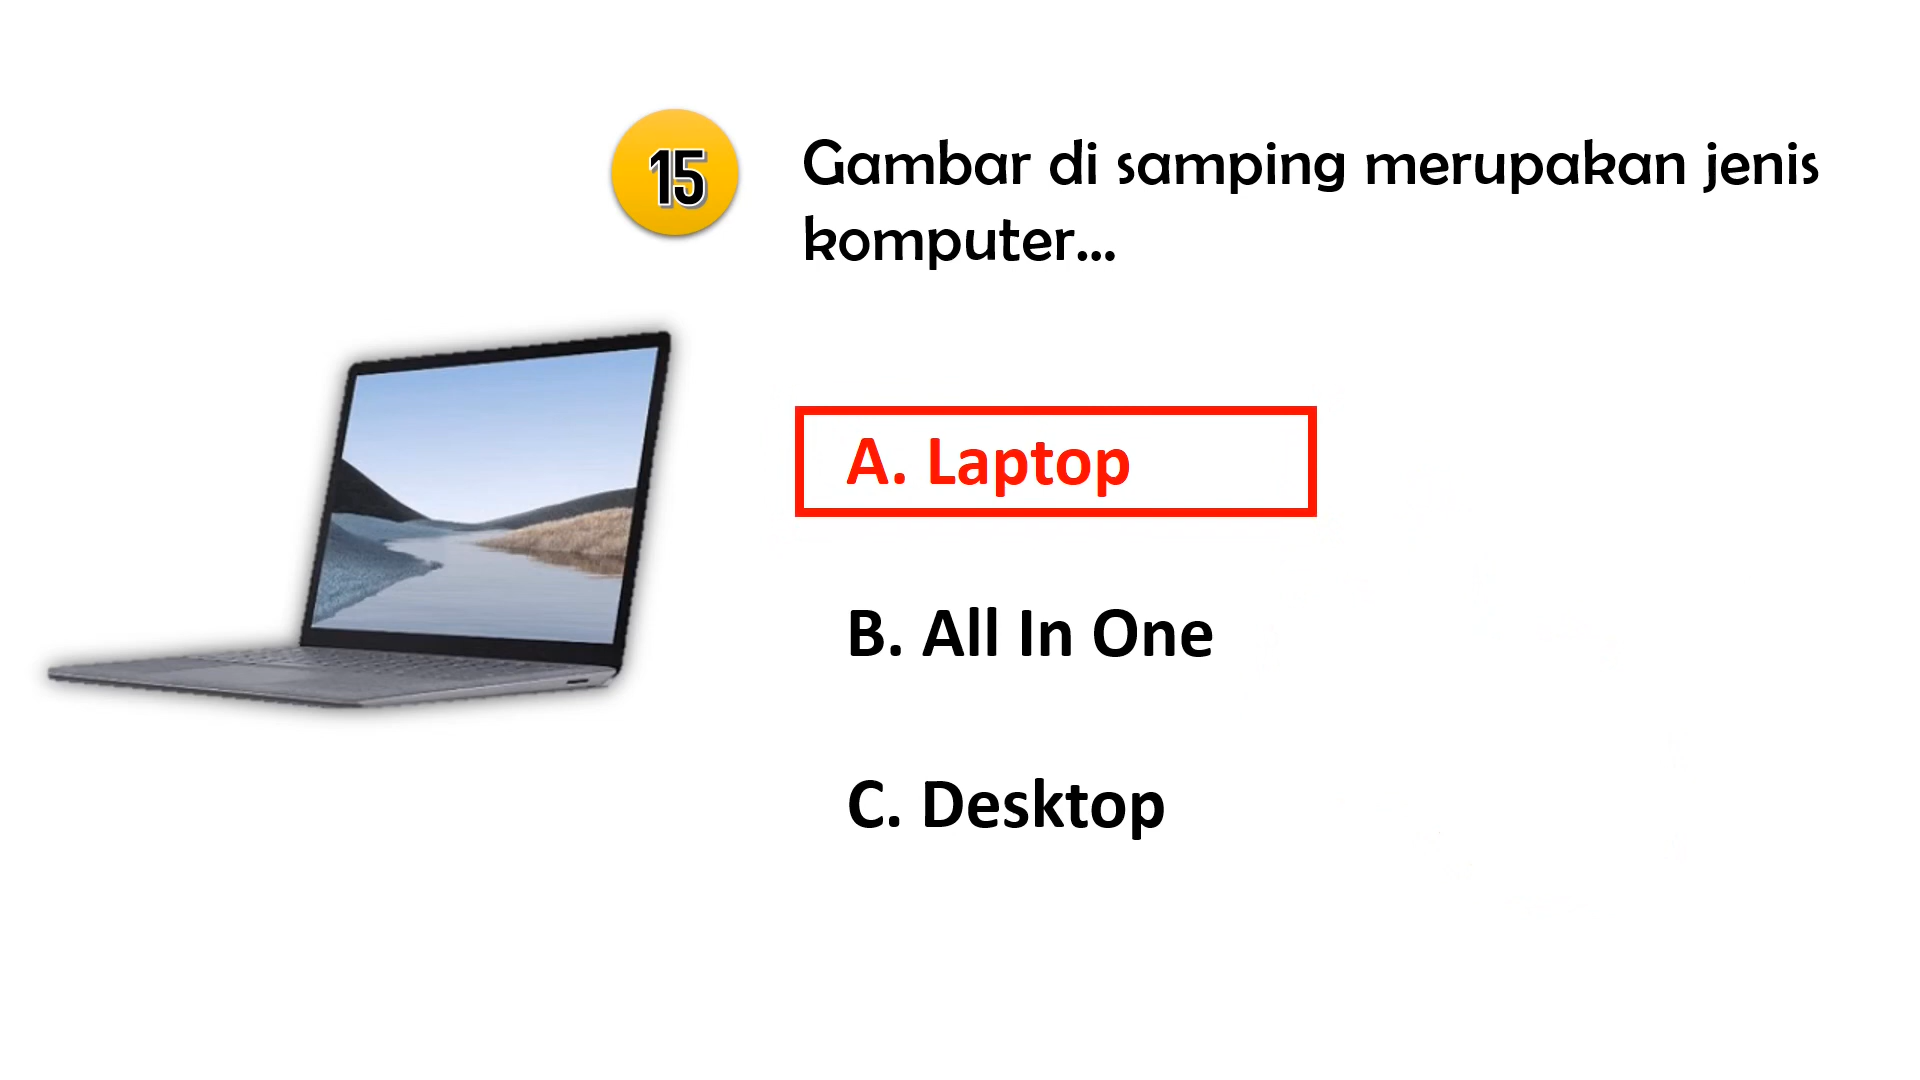 15
Gambar di samping merupakan jenis
komputer...
A. Laptop
B. All In One
C. Desktop